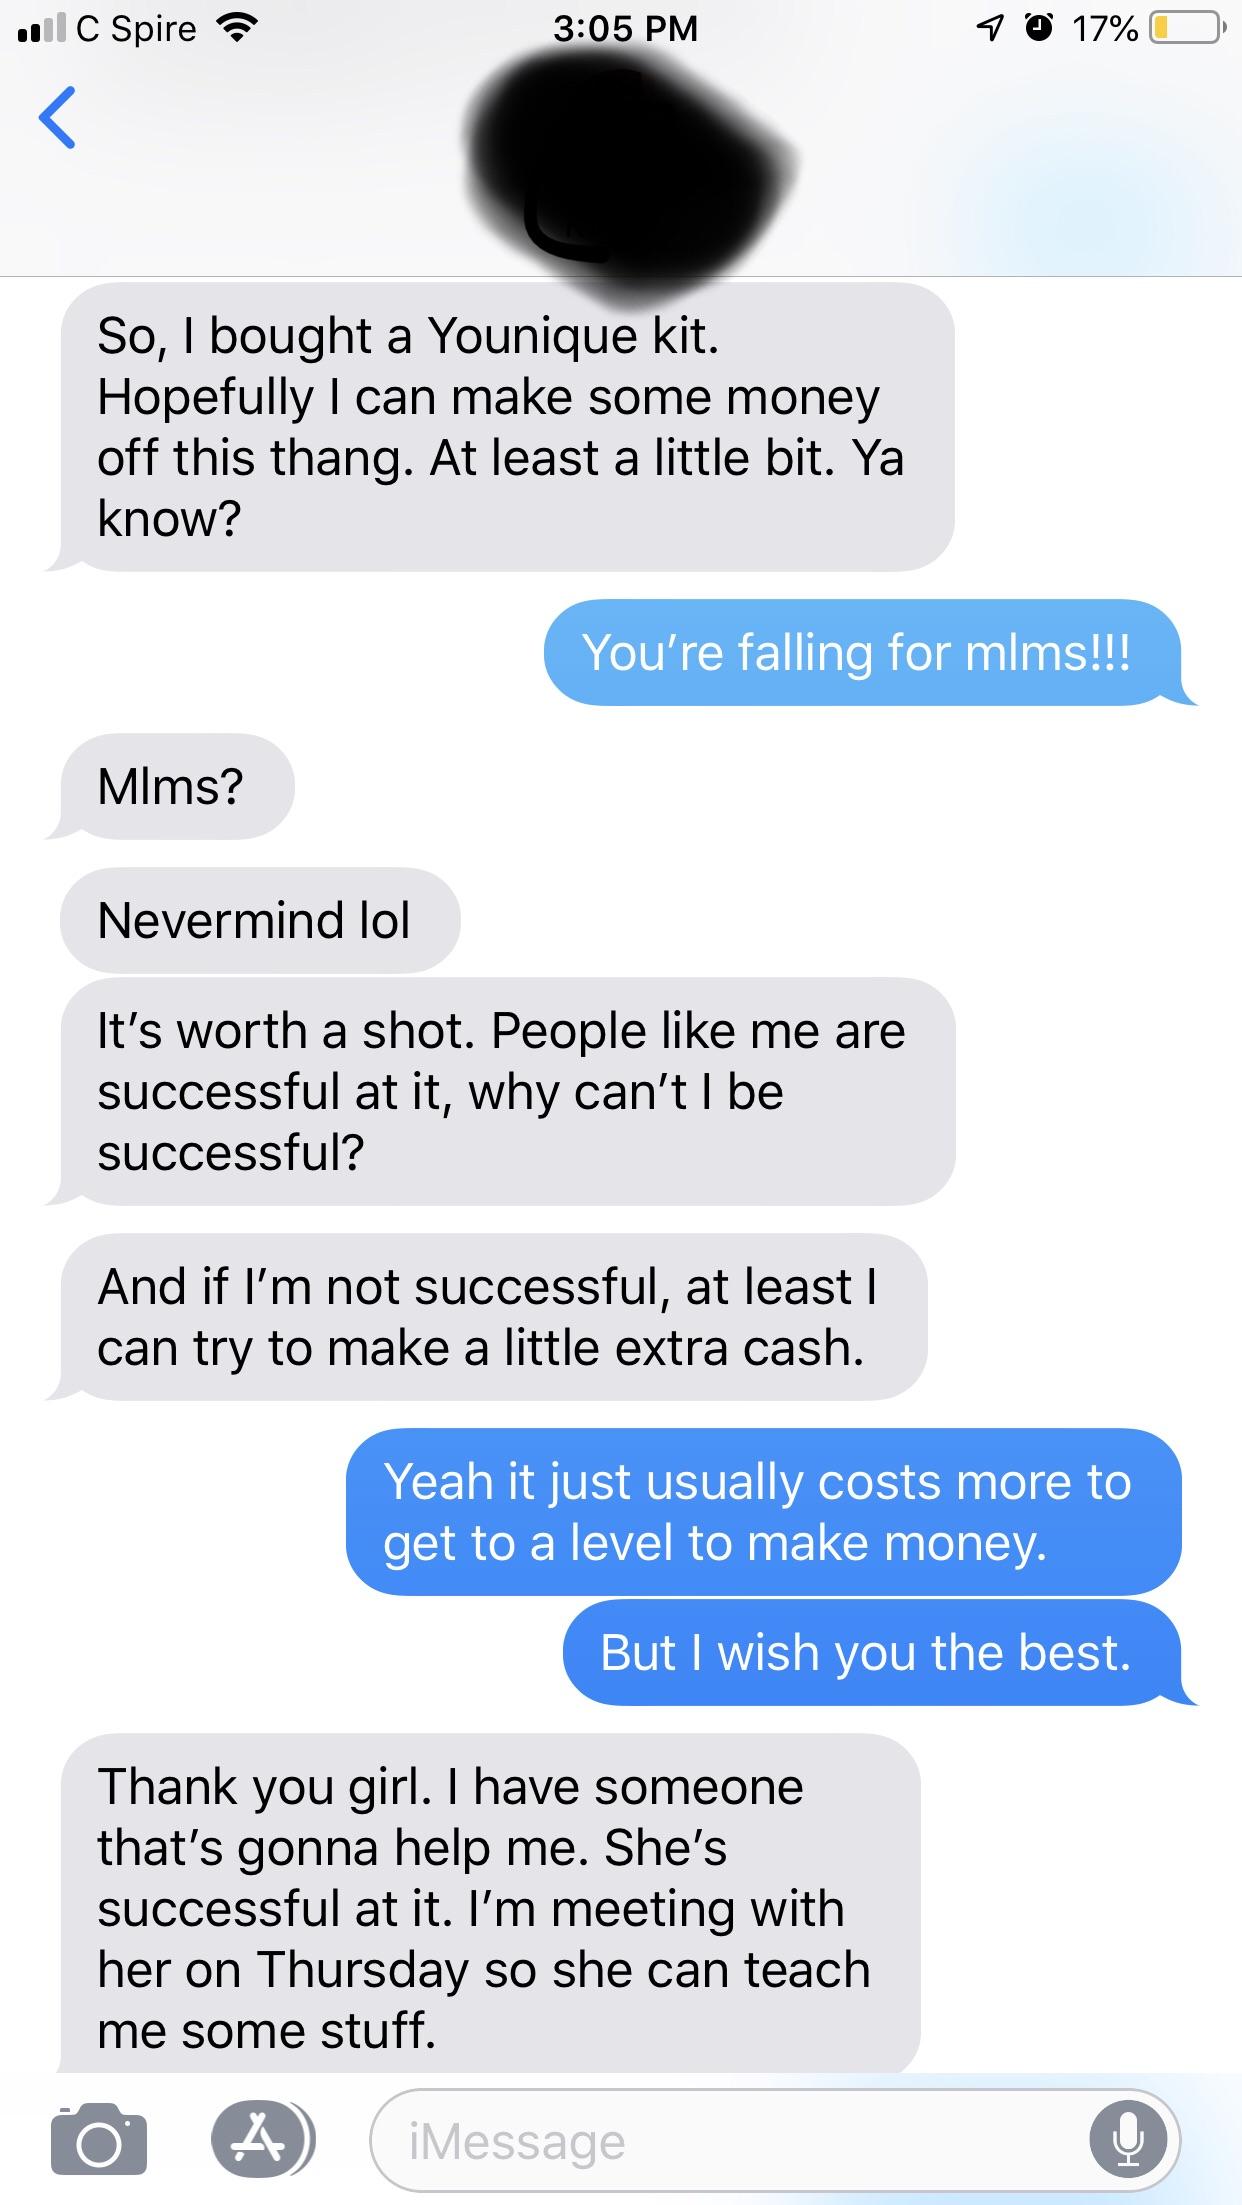 C Spire 3:05 PM 17%
So, I bought a Younique kit.
Hopefully I can make some money
off this thang. At least a little bit. Ya
know?
You’re falling for mlms!!!
Mlms?
Nevermind lol
It’s worth a shot. People like me are
successful at it, why can’t I be
successful?
And if I’m not successful, at least I
can try to make a little extra cash.
Yeah it just usually costs more to
get to a level to make money.
But I wish you the best.
Thank you girl. I have someone
that’s gonna help me. She’s
successful at it. I’m meeting with
her on Thursday so she can teach
me some stuff.
iMessage